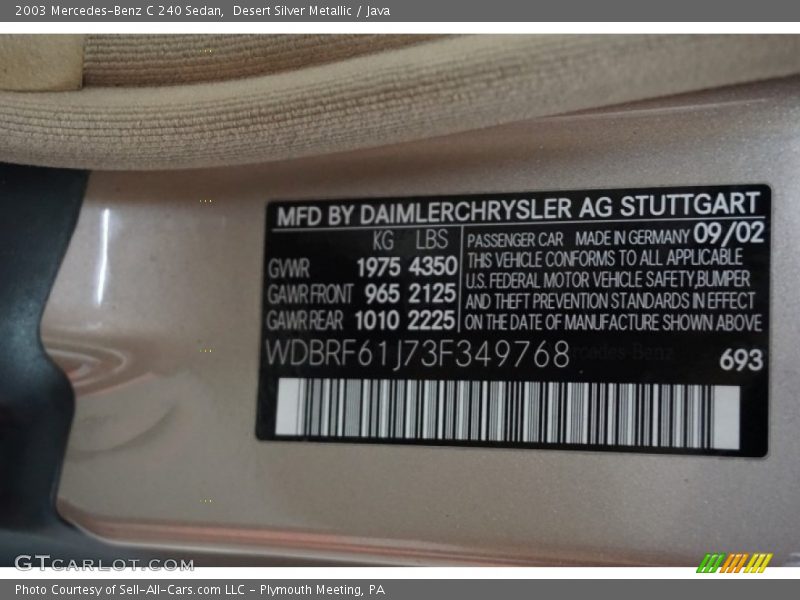 2003 Mercedes-Benz C 240 Sedan,  Desert Silver Metallic / Java
MFD BY DAIMLERCHRYSLER AG STUTTGART
KG LBS
GVWR 1975 4350
GAWR FRONT 965 2125
GAWR REAR 1010 2225
PASSENGER CAR MADE IN GERMANY 09/02
THIS VEHICLE CONFORMS TO ALL APPLICABLE
U.S. FEDERAL MOTOR VEHICLE SAFETY, BUMPER
AND THEFT PREVENTION STANDARDS IN EFFECT
ON THE DATE OF MANUFACTURE SHOWN ABOVE
WDBRF61J73F349768
693
GTCARLOT.COM
Photo Courtesy of Sell-All-Cars.com LLC - Plymouth Meeting, PA